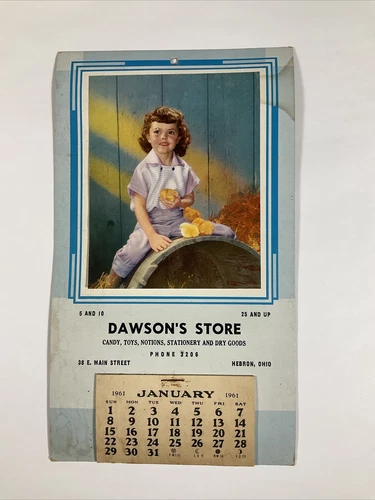 5 AND 10 25 AND UP
DAWSON'S STORE
CANDY, TOYS, NOTIONS, STATIONERY AND DRY GOODS
PHONE 2206
36 E. MAIN STREET HEBRON, OHIO
1961 JANUARY 1961
SUN MON TUE WED THU FRI SAT
1 2 3 4 5 6 7
8 9 10 11 12 13 14
15 16 17 18 19 20 21
22 23 24 25 26 27 28
29 30 31